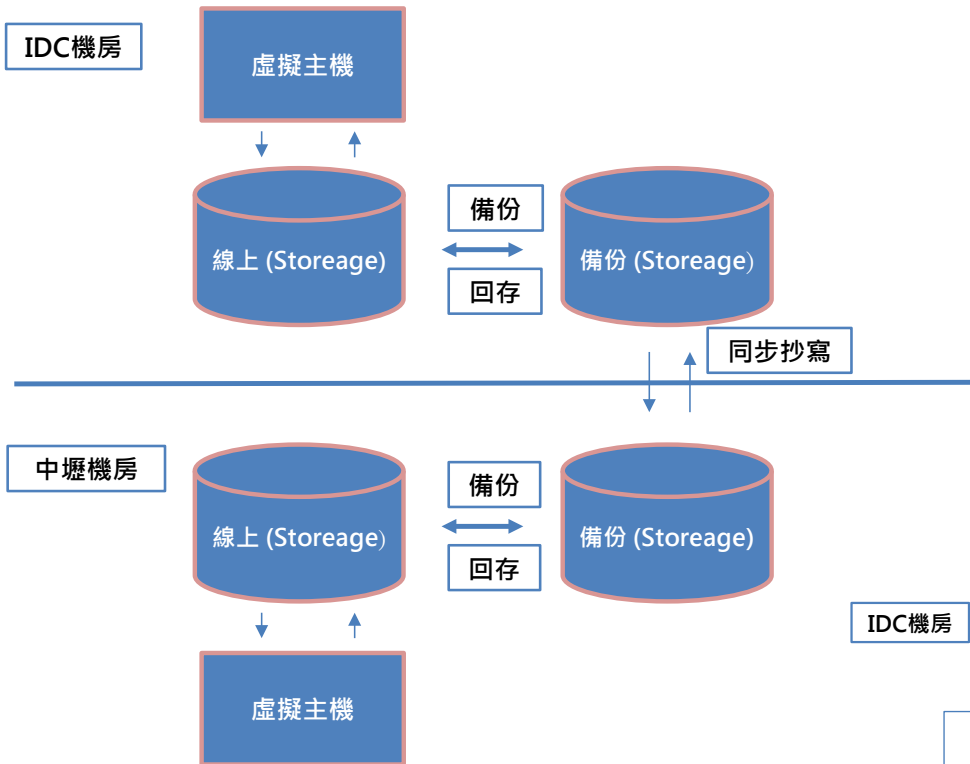 IDC機房
虛擬主機
線上 (Storeage)
備份
回存
備份 (Storeage)
同步抄寫
中壢機房
線上 (Storeage)
備份
回存
備份 (Storeage)
IDC機房
虛擬主機